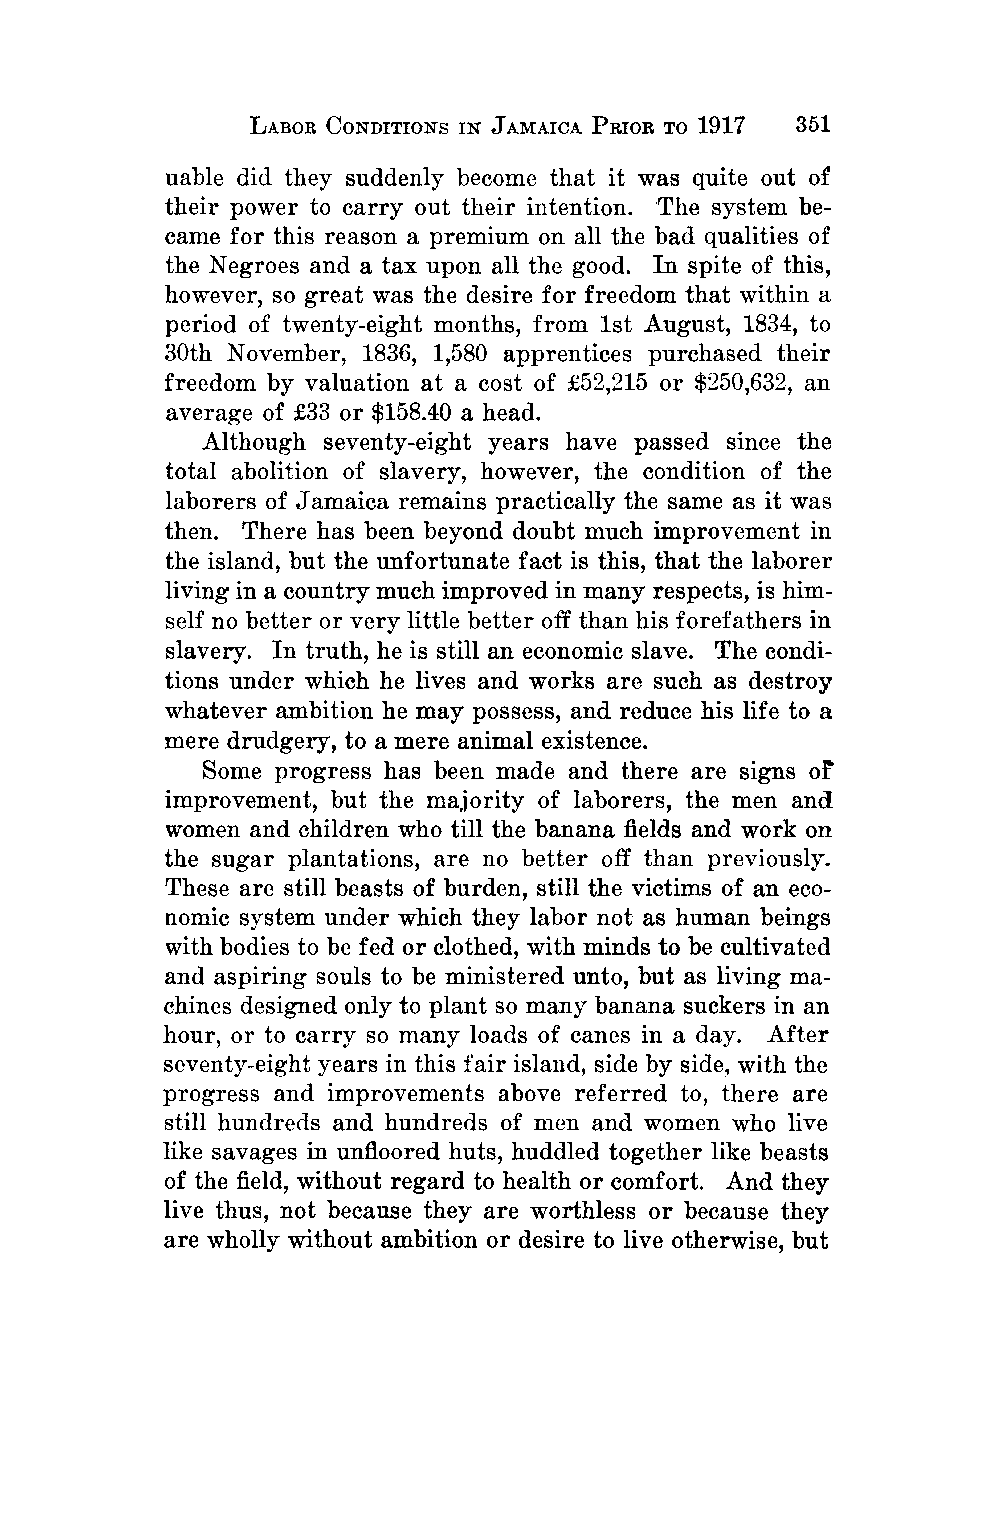 LABOR CONDITIONS IN JAMAICA PRIOR TO 1917 351
uable did they suddenly become that it was quite out of
their power to carry out their intention. The system be-
came for this reason a premium on all the bad qualities of
the Negroes and a tax upon all the good. In spite of this,
however, so great was the desire for freedom that within a
period of twenty-eight months, from 1st August, 1834, to
30th November, 1836, 1,580 apprentices purchased their
freedom by valuation at a cost of £52,215 or $250,632, an
average of £33 or $158.40 a head.
Although seventy-eight years have passed since the
total abolition of slavery, however, the condition of the
laborers of Jamaica remains practically the same as it was
then. There has been beyond doubt much improvement in
the island, but the unfortunate fact is this, that the laborer
living in a country much improved in many respects, is him-
self no better or very little better off than his forefathers in
slavery. In truth, he is still an economic slave. The condi-
tions under which he lives and works are such as destroy
whatever ambition he may possess, and reduce his life to a
mere drudgery, to a mere animal existence.
Some progress has been made and there are signs of
improvement, but the majority of laborers, the men and
women and children who till the banana fields and work on
the sugar plantations, are no better off than previously.
These are still beasts of burden, still the victims of an eco-
nomic system under which they labor not as human beings
with bodies to be fed or clothed, with minds to be cultivated
and aspiring souls to be ministered unto, but as living ma-
chines designed only to plant so many banana suckers in an
hour, or to carry so many loads of canes in a day. After
seventy-eight years in this fair island, side by side, with the
progress and improvements above referred to, there are
still hundreds and hundreds of men and women who live
like savages in unfloored huts, huddled together like beasts
of the field, without regard to health or comfort. And they
live thus, not because they are worthless or because they
are wholly without ambition or desire to live otherwise, but